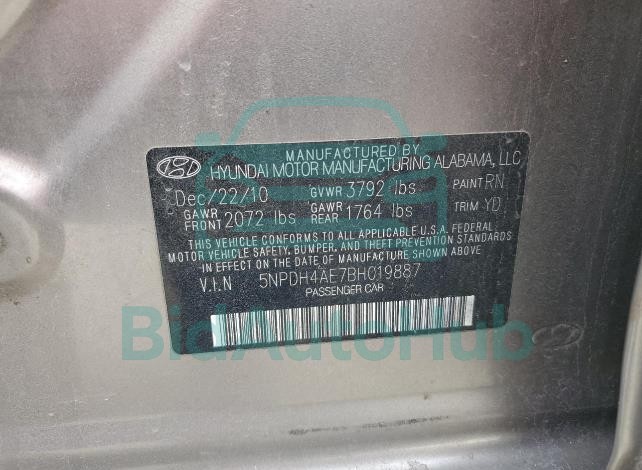 MANUFACTURED BY
HYUNDAI MOTOR MANUFACTURING ALABAMA, LLC
Dec/22/10 GVWR 3792 lbs PAINT RN
GAWR FRONT 2072 lbs GAWR REAR 1764 lbs TRIM YD
THIS VEHICLE CONFORMS TO ALL APPLICABLE U.S.A. FEDERAL
MOTOR VEHICLE SAFETY, BUMPER, AND THEFT PREVENTION STANDARDS
IN EFFECT ON THE DATE OF MANUFACTURE SHOWN ABOVE
V.I.N 5NPDH4AE7BH019887
PASSENGER CAR
BidAutoHub